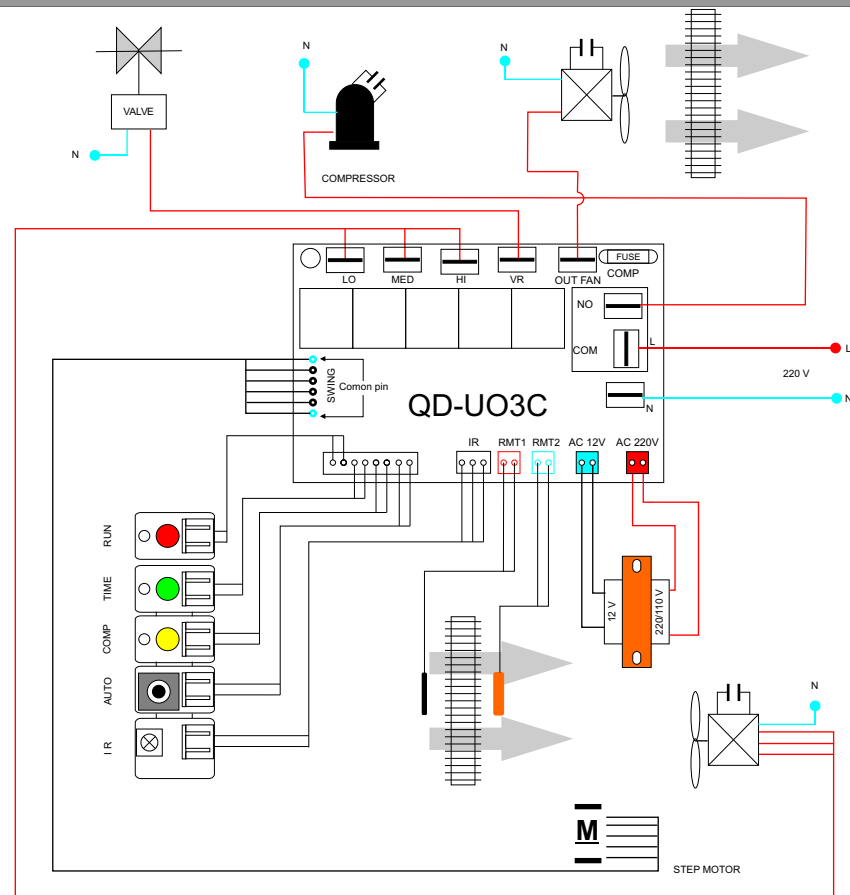 N
N
N
VALVE
N
COMPRESSOR
LO
MED
HI
VR
OUT FAN
FUSE
COMP
NO
COM
L
L
220 V
N
N
SWING
Comon pin
QD-UO3C
IR
RMT1
RMT2
AC 12V
AC 220V
RUN
TIME
COMP
AUTO
I R
12 V
220/110 V
N
M
STEP MOTOR